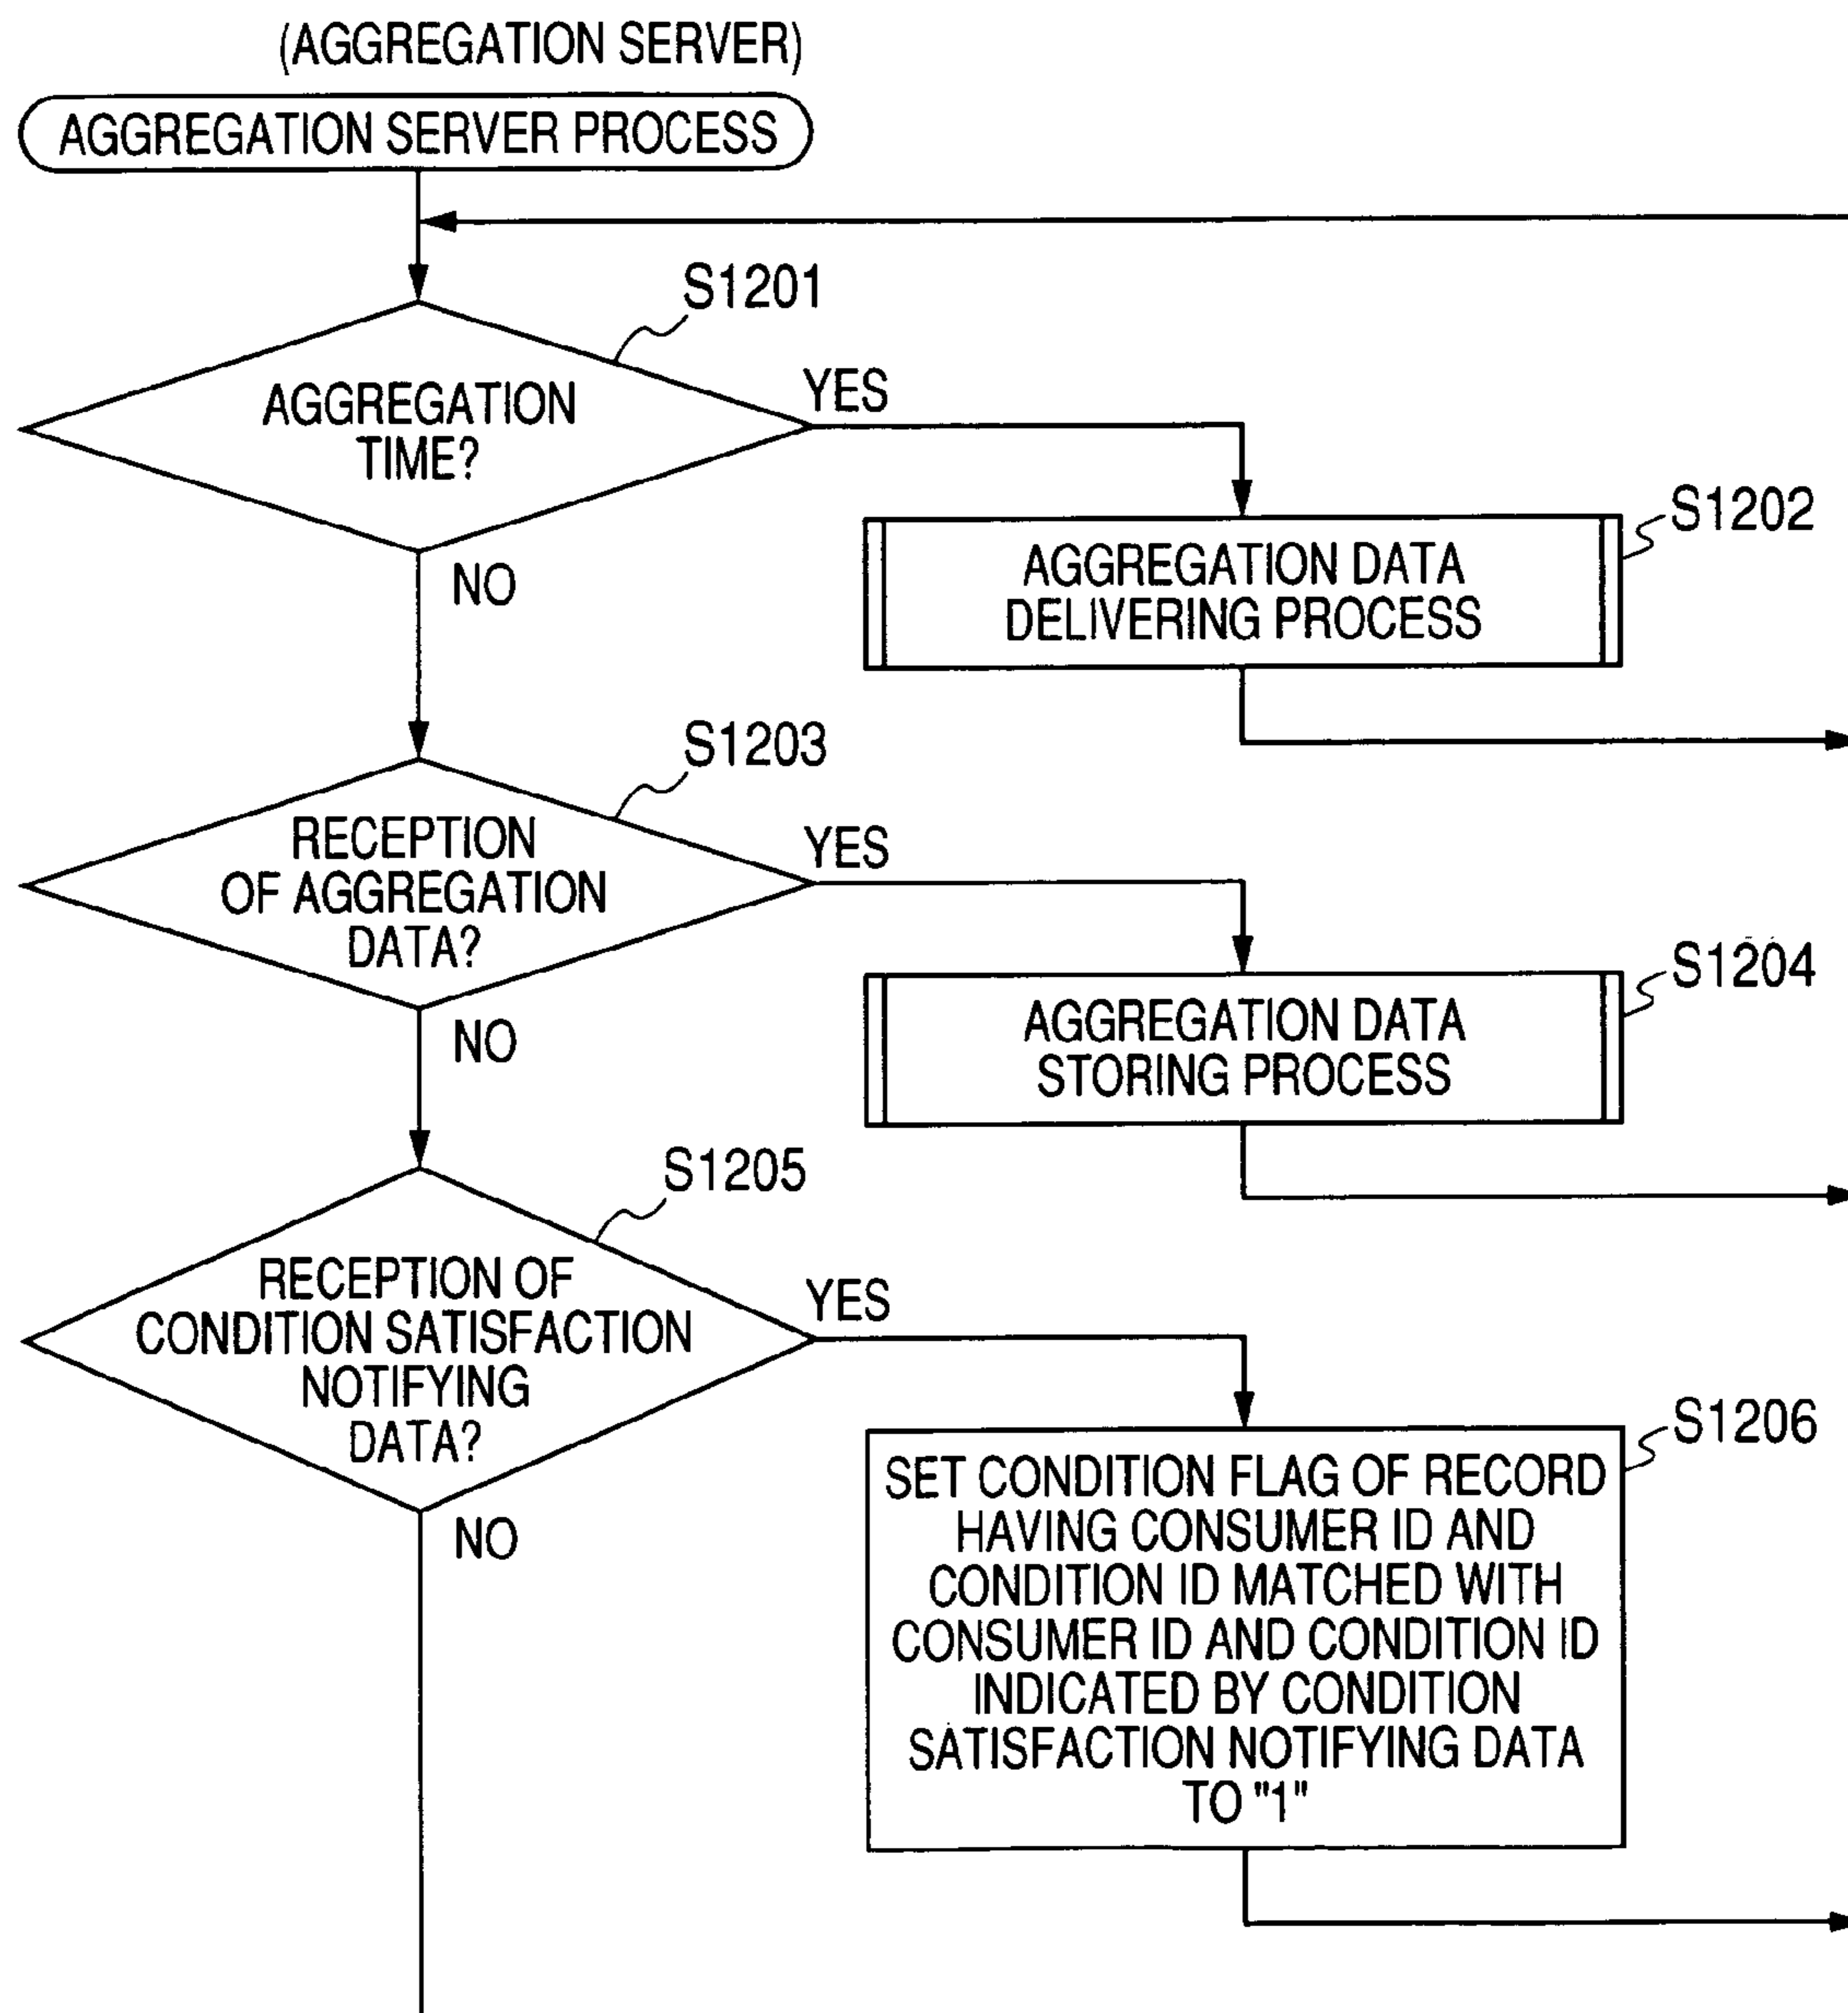 (AGGREGATION SERVER)
AGGREGATION SERVER PROCESS
S1201
AGGREGATION
TIME?
YES
NO
S1202
AGGREGATION DATA
DELIVERING PROCESS
S1203
RECEPTION
OF AGGREGATION
DATA?
YES
NO
S1204
AGGREGATION DATA
STORING PROCESS
S1205
RECEPTION OF
CONDITION SATISFACTION
NOTIFYING
DATA?
YES
NO
S1206
SET CONDITION FLAG OF RECORD
HAVING CONSUMER ID AND
CONDITION ID MATCHED WITH
CONSUMER ID AND CONDITION ID
INDICATED BY CONDITION
SATISFACTION NOTIFYING DATA
TO "1"